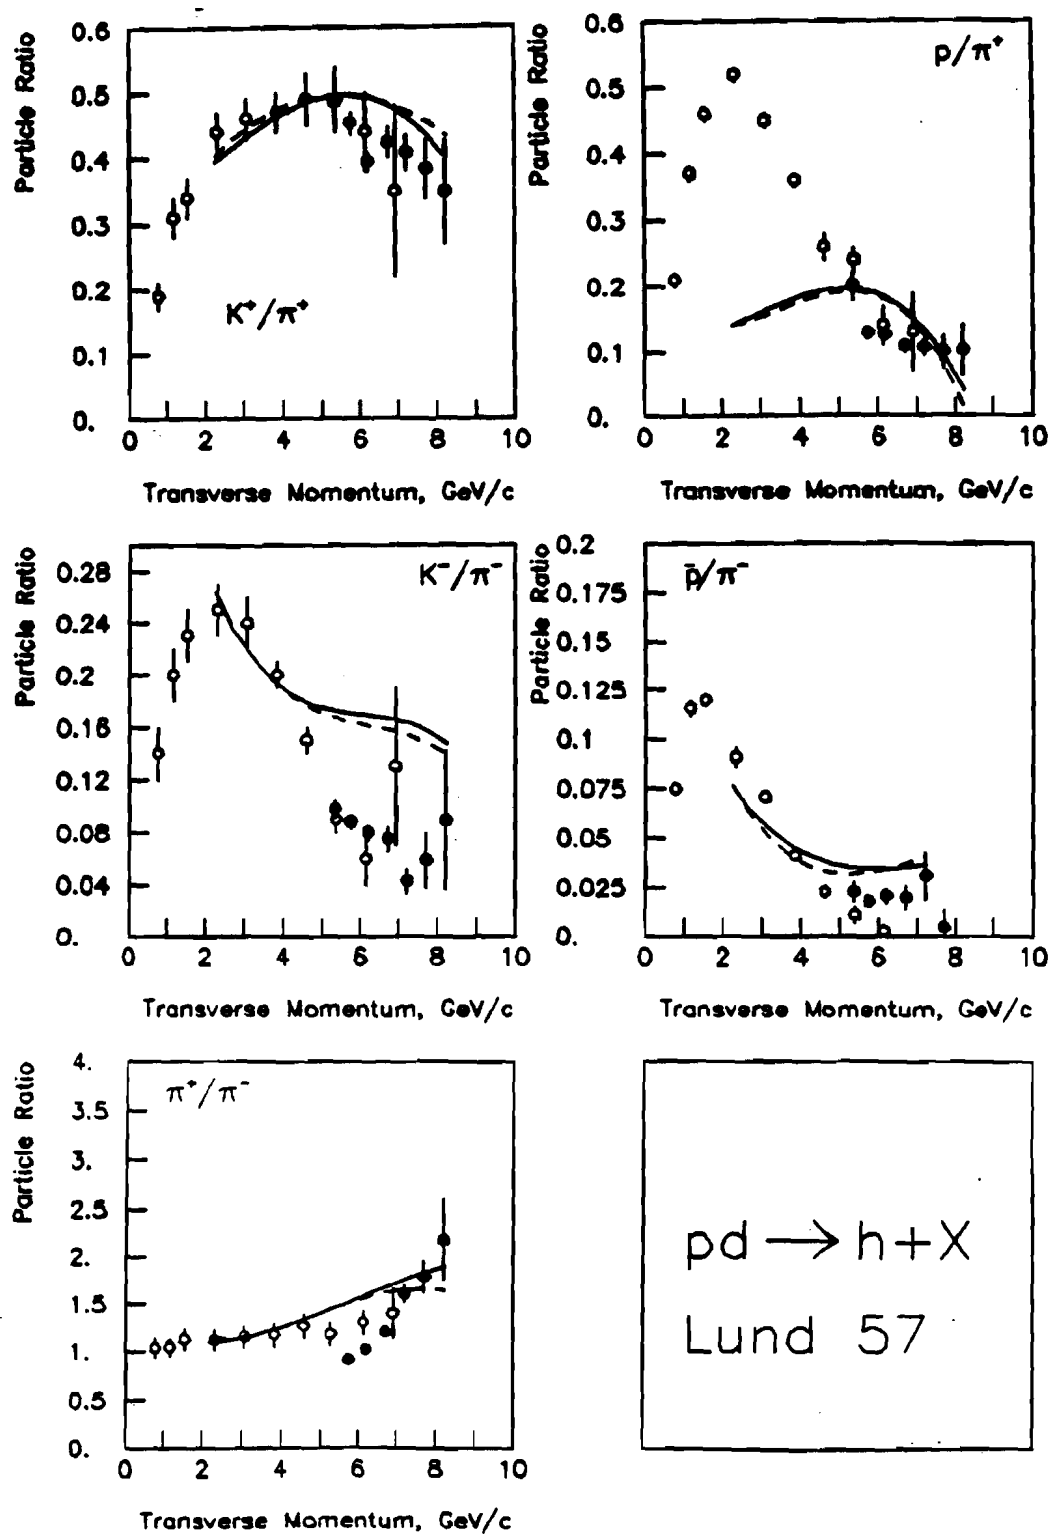 Particle Ratio
0.6
0.5
0.4
0.3
0.2
0.1
0.
K⁺/π⁺
0 2 4 6 8 10
Transverse Momentum, GeV/c
Particle Ratio
0.6
0.5
0.4
0.3
0.2
0.1
0.
p/π⁺
0 2 4 6 8 10
Transverse Momentum, GeV/c
Particle Ratio
0.28
0.24
0.2
0.16
0.12
0.08
0.04
0.
K⁻/π⁻
0 2 4 6 8 10
Transverse Momentum, GeV/c
Particle Ratio
0.2
0.175
0.15
0.125
0.1
0.075
0.05
0.025
0.
p̄/π⁻
0 2 4 6 8 10
Transverse Momentum, GeV/c
Particle Ratio
4.
3.5
3.
2.5
2.
1.5
1.
0.5
0.
π⁺/π⁻
0 2 4 6 8 10
Transverse Momentum, GeV/c
pd → h+X
Lund 57